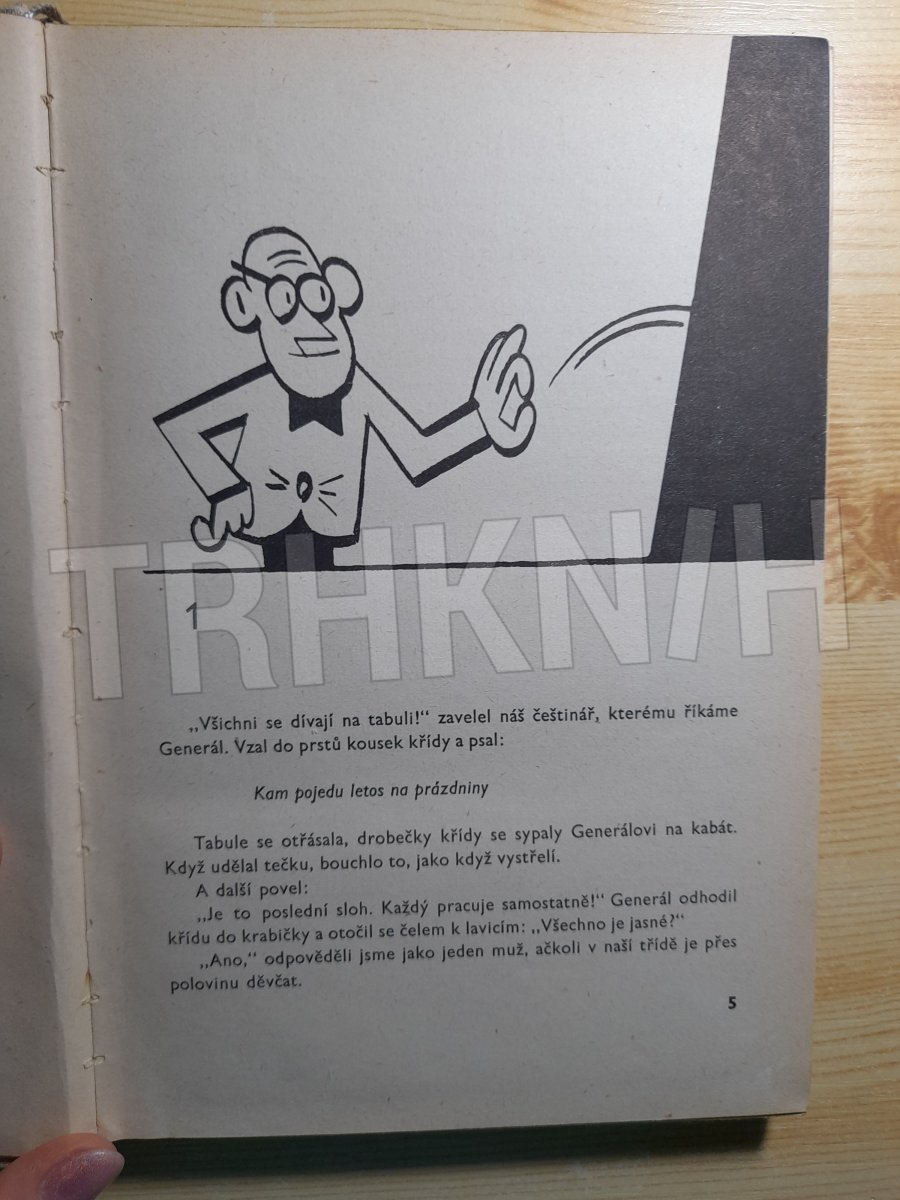 TRHKN/H
1
„Všichni se dívají na tabuli!“ zavelel náš češtinář, kterému říkáme
Generál. Vzal do prstů kousek křídy a psal:
Kam pojedu letos na prázdniny
Tabule se otřásala, drobečky křídy se sypaly Generálovi na kabát.
Když udělal tečku, bouchlo to, jako když vystřelí.
A další povel:
„Je to poslední sloh. Každý pracuje samostatně!“ Generál odhodil
křídu do krabičky a otočil se čelem k lavicím: „Všechno je jasné?“
„Ano,“ odpověděli jsme jako jeden muž, ačkoli v naší třídě je přes
polovinu děvčat.
5